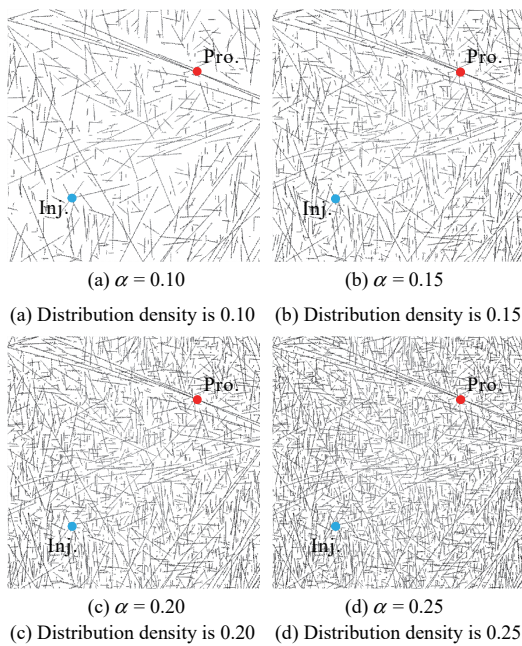 Pro. Pro.
Inj. Inj.
(a) α = 0.10 (b) α = 0.15
(a) Distribution density is 0.10 (b) Distribution density is 0.15
Pro. Pro.
Inj. Inj.
(c) α = 0.20 (d) α = 0.25
(c) Distribution density is 0.20 (d) Distribution density is 0.25